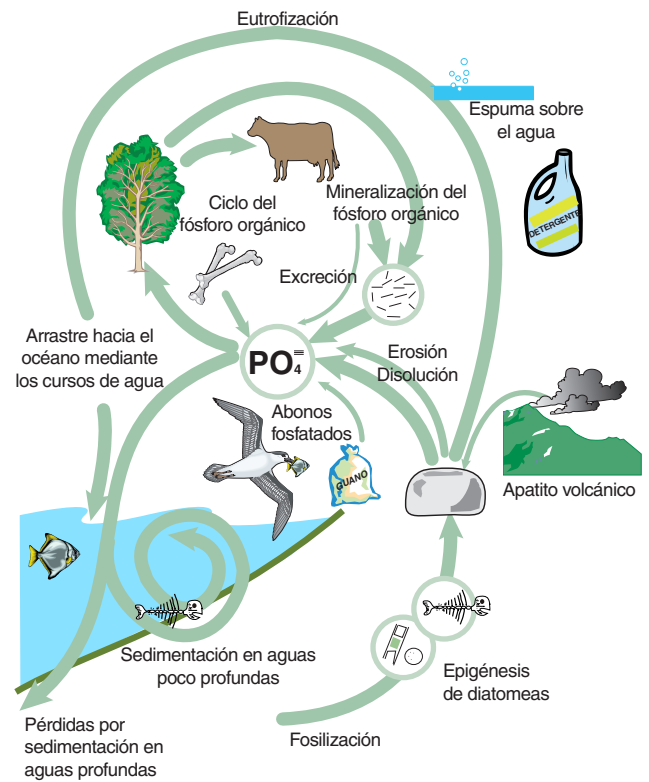 Eutrofización
Espuma sobre
el agua
DETERGENTE
Ciclo del
fósforo orgánico
Mineralización del
fósforo orgánico
Excreción
Arrastre hacia el
océano mediante
los cursos de agua
PO₄≡
Erosión
Disolución
Abonos
fosfatados
GUANO
Apatito volcánico
Sedimentación en aguas
poco profundas
Epigénesis
de diatomeas
Pérdidas por
sedimentación en
aguas profundas
Fosilización